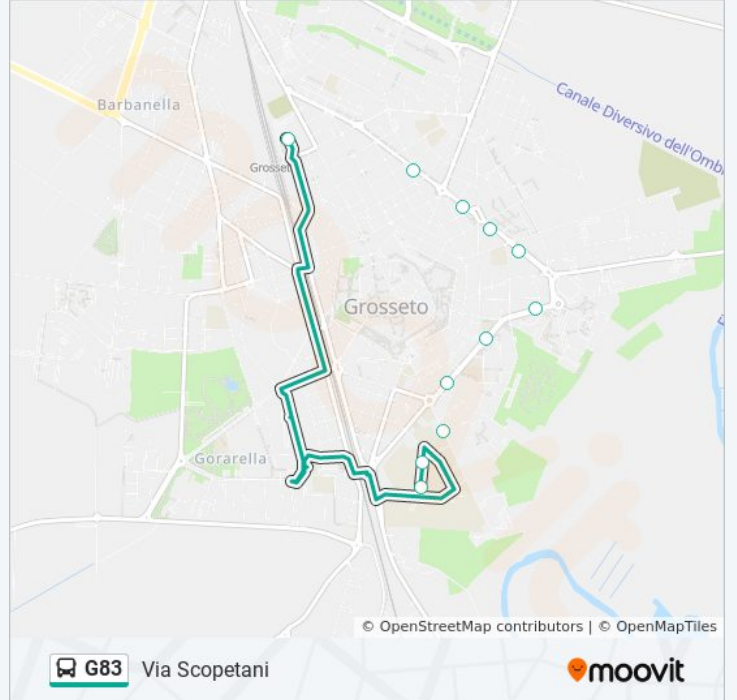 Barbanella
Canale Diversivo dell'Omb
Grosset
Grosseto
Gorarella
© OpenStreetMap contributors | © OpenMapTiles
G83 Via Scopetani
moovit